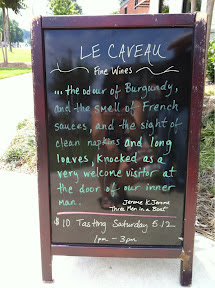 LE CAVEAU
Fine Wines
...the odour of Burgundy,
and the smell of French
sauces, and the sight of
clean napkins and long
loaves, knocked as a
very welcome visitor at
the door of our inner
man.
Jerome K. Jerome
Three Men in a Boat
$10 Tasting Saturday 5.12
1pm - 3pm